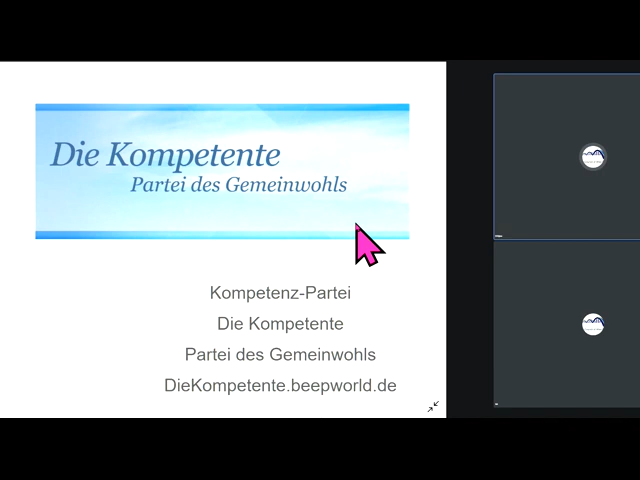 Die Kompetente
Partei des Gemeinwohls
Kompetenz-Partei
Die Kompetente
Partei des Gemeinwohls
DieKompetente.beepworld.de